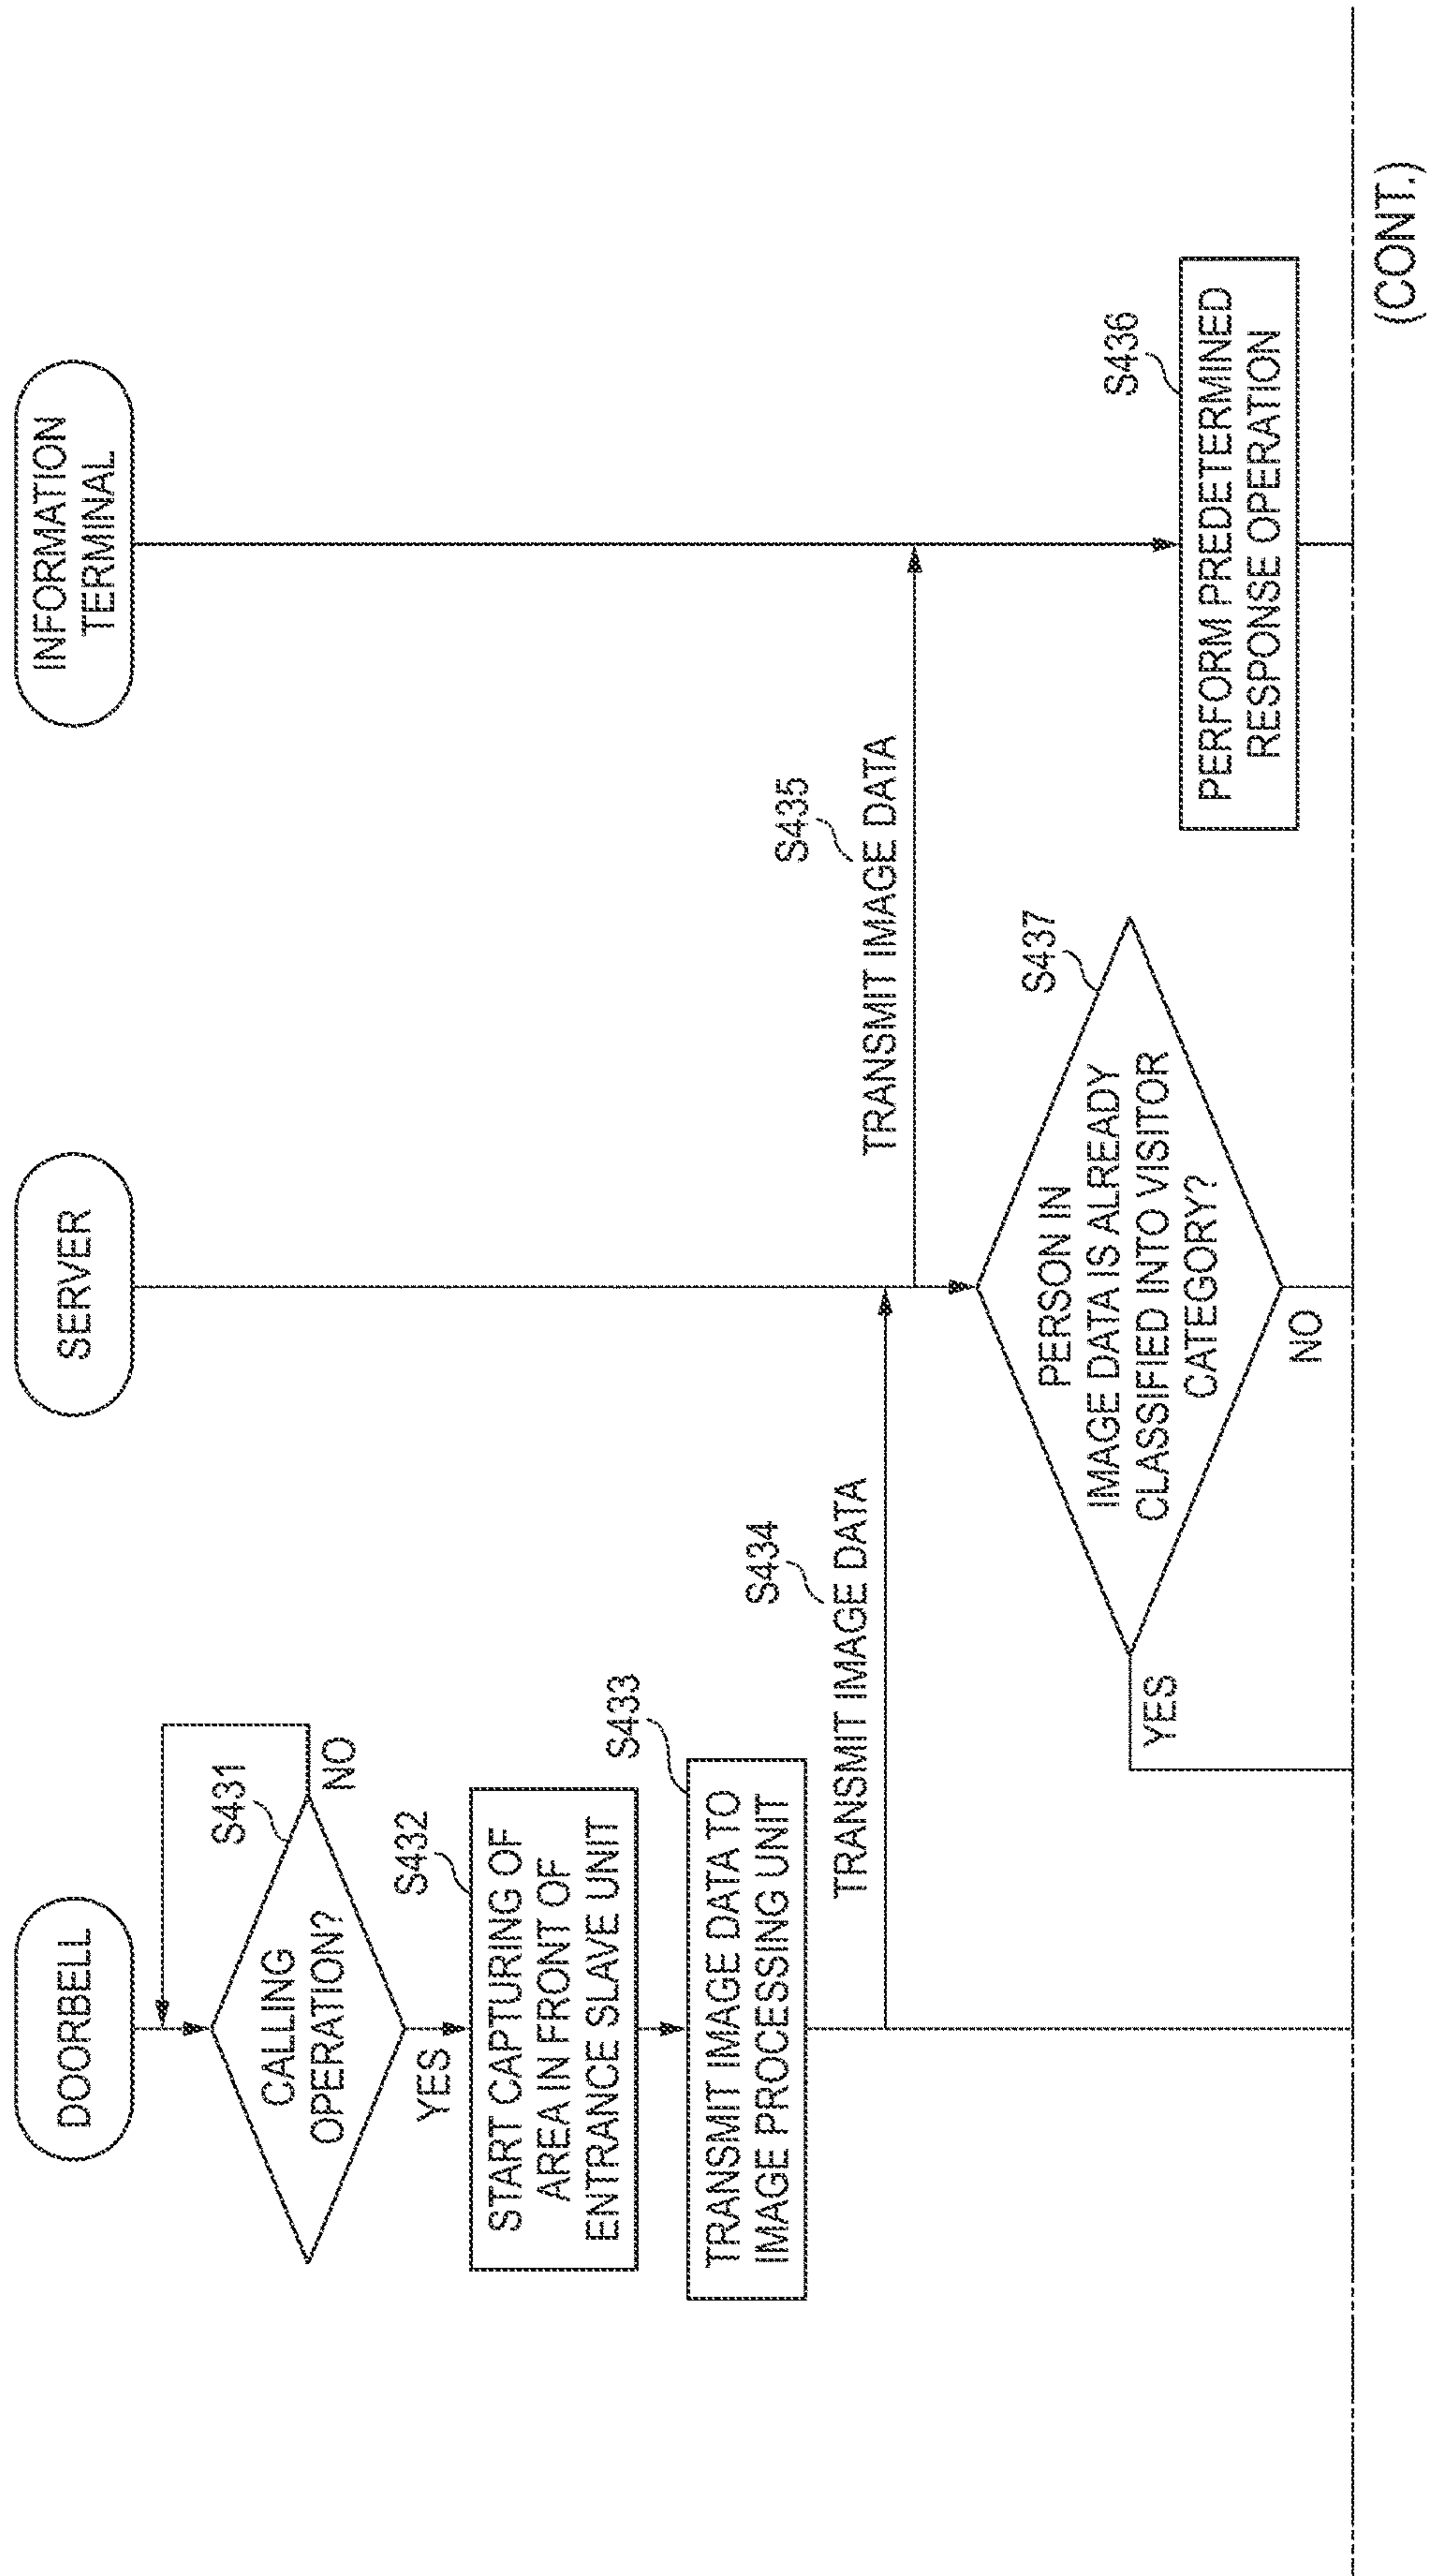 DOORBELL
SERVER
INFORMATION
TERMINAL
S431
CALLING
OPERATION?
NO
YES
S432
START CAPTURING OF
AREA IN FRONT OF
ENTRANCE SLAVE UNIT
S433
TRANSMIT IMAGE DATA TO
IMAGE PROCESSING UNIT
S434
TRANSMIT IMAGE DATA
S435
TRANSMIT IMAGE DATA
S437
PERSON IN
IMAGE DATA IS ALREADY
CLASSIFIED INTO VISITOR
CATEGORY?
YES
NO
S436
PERFORM PREDETERMINED
RESPONSE OPERATION
(CONT.)